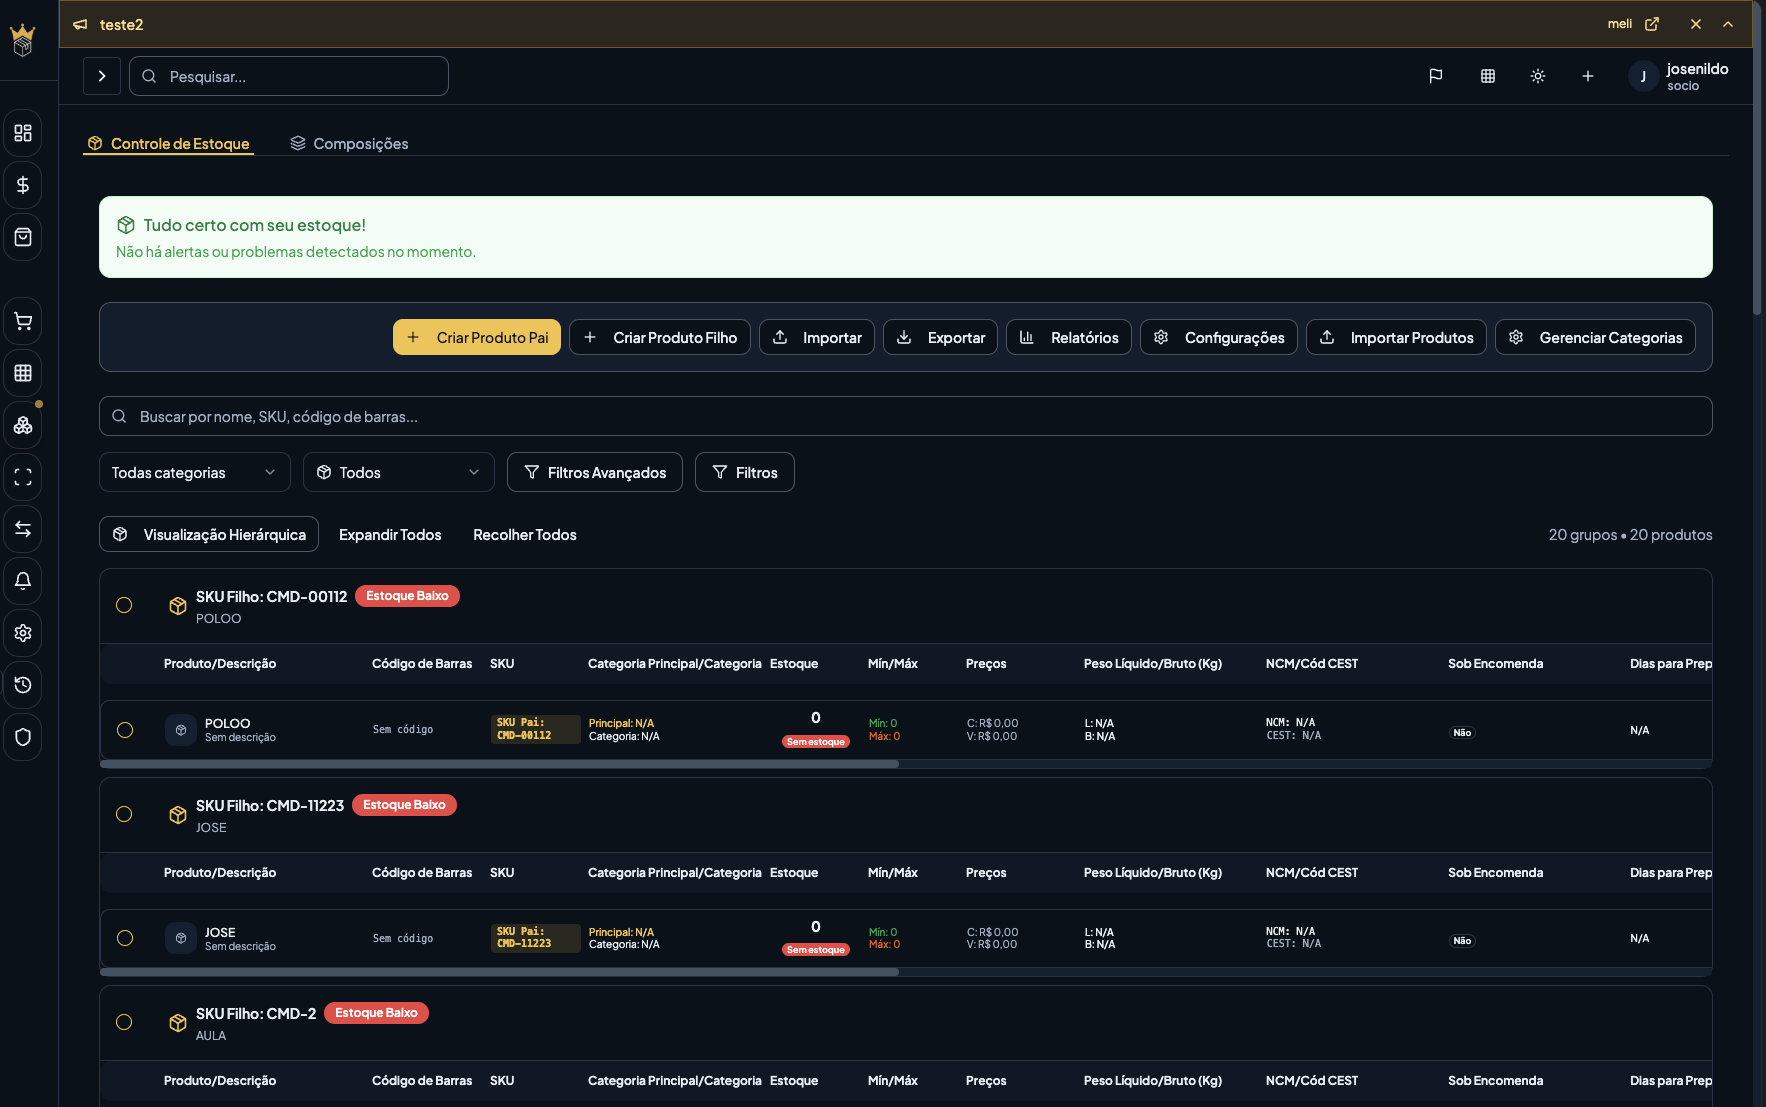 teste2
meli
Pesquisar...
J
josenildo
socio
Controle de Estoque
Composições
Tudo certo com seu estoque!
Não há alertas ou problemas detectados no momento.
Criar Produto Pai
Criar Produto Filho
Importar
Exportar
Relatórios
Configurações
Importar Produtos
Gerenciar Categorias
Buscar por nome, SKU, código de barras...
Todas categorias
Todos
Filtros Avançados
Filtros
Visualização Hierárquica
Expandir Todos
Recolher Todos
20 grupos • 20 produtos
SKU Filho: CMD-00112 Estoque Baixo
POLOO
Produto/Descrição Código de Barras SKU Categoria Principal/Categoria Estoque Mín/Máx Preços Peso Líquido/Bruto (Kg) NCM/Cód CEST Sob Encomenda Dias para Prep
POLOO
Sem descrição
Sem código
SKU Pai:
CMD-00112
Principal: N/A
Categoria: N/A
0
Sem estoque
Mín: 0
Máx: 0
C: R$ 0,00
V: R$ 0,00
L: N/A
B: N/A
NCM: N/A
CEST: N/A
Não
N/A
SKU Filho: CMD-11223 Estoque Baixo
JOSE
Produto/Descrição Código de Barras SKU Categoria Principal/Categoria Estoque Mín/Máx Preços Peso Líquido/Bruto (Kg) NCM/Cód CEST Sob Encomenda Dias para Prep
JOSE
Sem descrição
Sem código
SKU Pai:
CMD-11223
Principal: N/A
Categoria: N/A
0
Sem estoque
Mín: 0
Máx: 0
C: R$ 0,00
V: R$ 0,00
L: N/A
B: N/A
NCM: N/A
CEST: N/A
Não
N/A
SKU Filho: CMD-2 Estoque Baixo
AULA
Produto/Descrição Código de Barras SKU Categoria Principal/Categoria Estoque Mín/Máx Preços Peso Líquido/Bruto (Kg) NCM/Cód CEST Sob Encomenda Dias para Prep